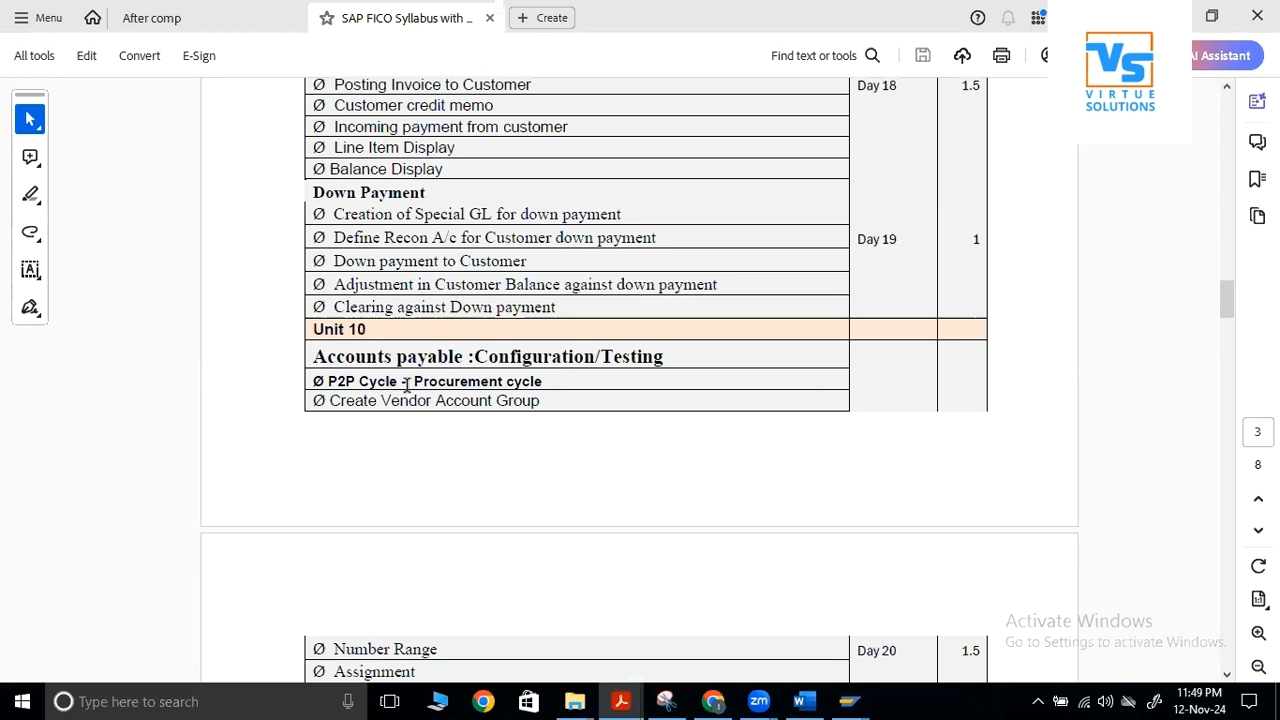 Menu
After comp
SAP FICO Syllabus with ...
Create
All tools
Edit
Convert
E-Sign
Find text or tools
AI Assistant
VS
VIRTUE
SOLUTIONS
Ø Posting Invoice to Customer
Day 18
1.5
Ø Customer credit memo
Ø Incoming payment from customer
Ø Line Item Display
Ø Balance Display
Down Payment
Ø Creation of Special GL for down payment
Ø Define Recon A/c for Customer down payment
Day 19
1
Ø Down payment to Customer
Ø Adjustment in Customer Balance against down payment
Ø Clearing against Down payment
Unit 10
Accounts payable :Configuration/Testing
Ø P2P Cycle - Procurement cycle
Ø Create Vendor Account Group
3
8
Ø Number Range
Day 20
1.5
Ø Assignment
Activate Windows
Go to Settings to activate Windows.
Type here to search
11:49 PM
12-Nov-24